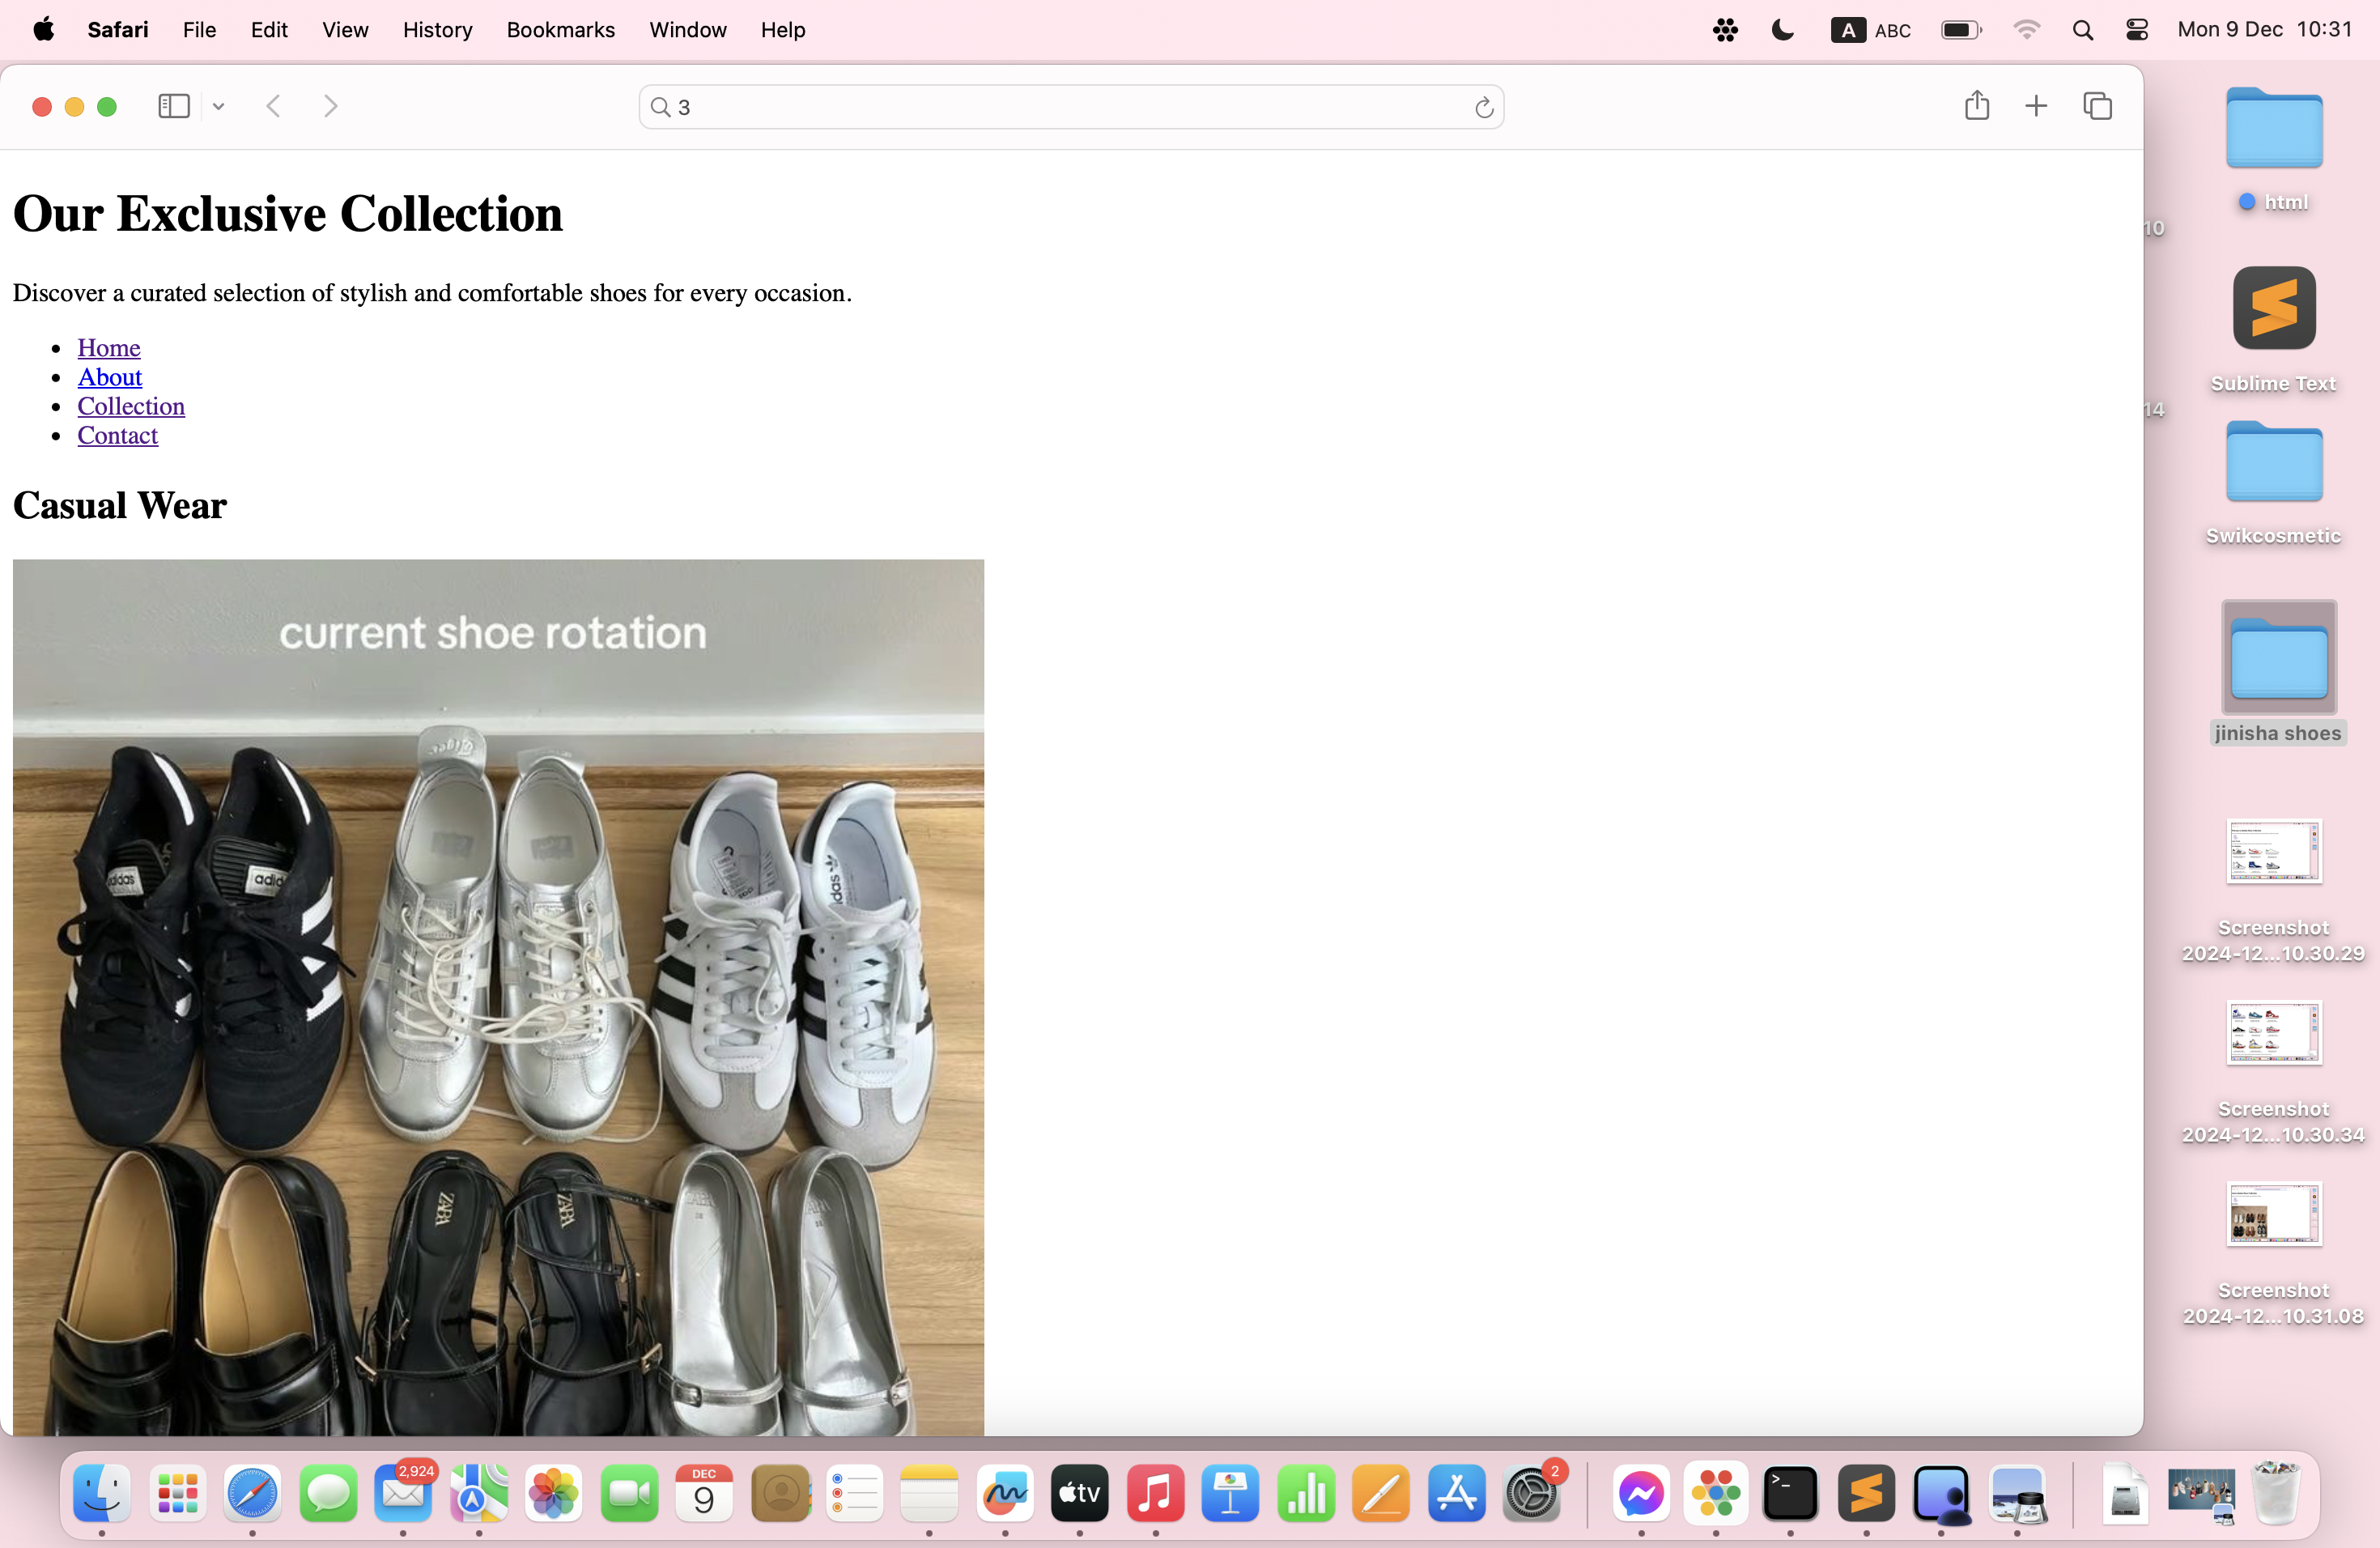 Safari File Edit View History Bookmarks Window Help
A ABC Mon 9 Dec 10:31
3
Our Exclusive Collection
Discover a curated selection of stylish and comfortable shoes for every occasion.
Home
About
Collection
Contact
Casual Wear
current shoe rotation
adidas
adid
idas
ZARA
ZARA
html
10
Sublime Text
14
Swikcosmetic
jinisha shoes
Screenshot
2024-12...10.30.29
Screenshot
2024-12...10.30.34
Screenshot
2024-12...10.31.08
2,924
DEC
9
tv
2
>_